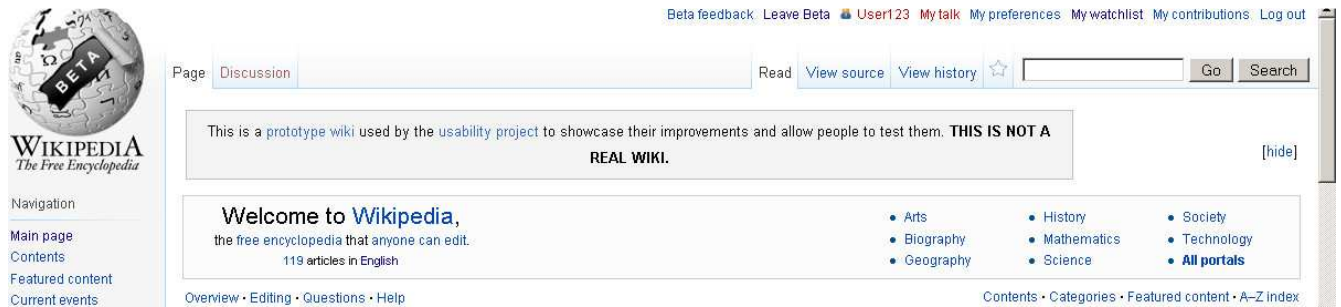 Beta feedback Leave Beta User123 My talk My preferences My watchlist My contributions Log out
BETA
Ω
WIKIPEDIA
The Free Encyclopedia
Page Discussion Read View source View history Go Search
This is a prototype wiki used by the usability project to showcase their improvements and allow people to test them. THIS IS NOT A
REAL WIKI.
[hide]
Navigation
Main page
Contents
Featured content
Current events
Welcome to Wikipedia,
the free encyclopedia that anyone can edit.
119 articles in English
• Arts • History • Society
• Biography • Mathematics • Technology
• Geography • Science • All portals
Overview · Editing · Questions · Help
Contents · Categories · Featured content · A–Z index